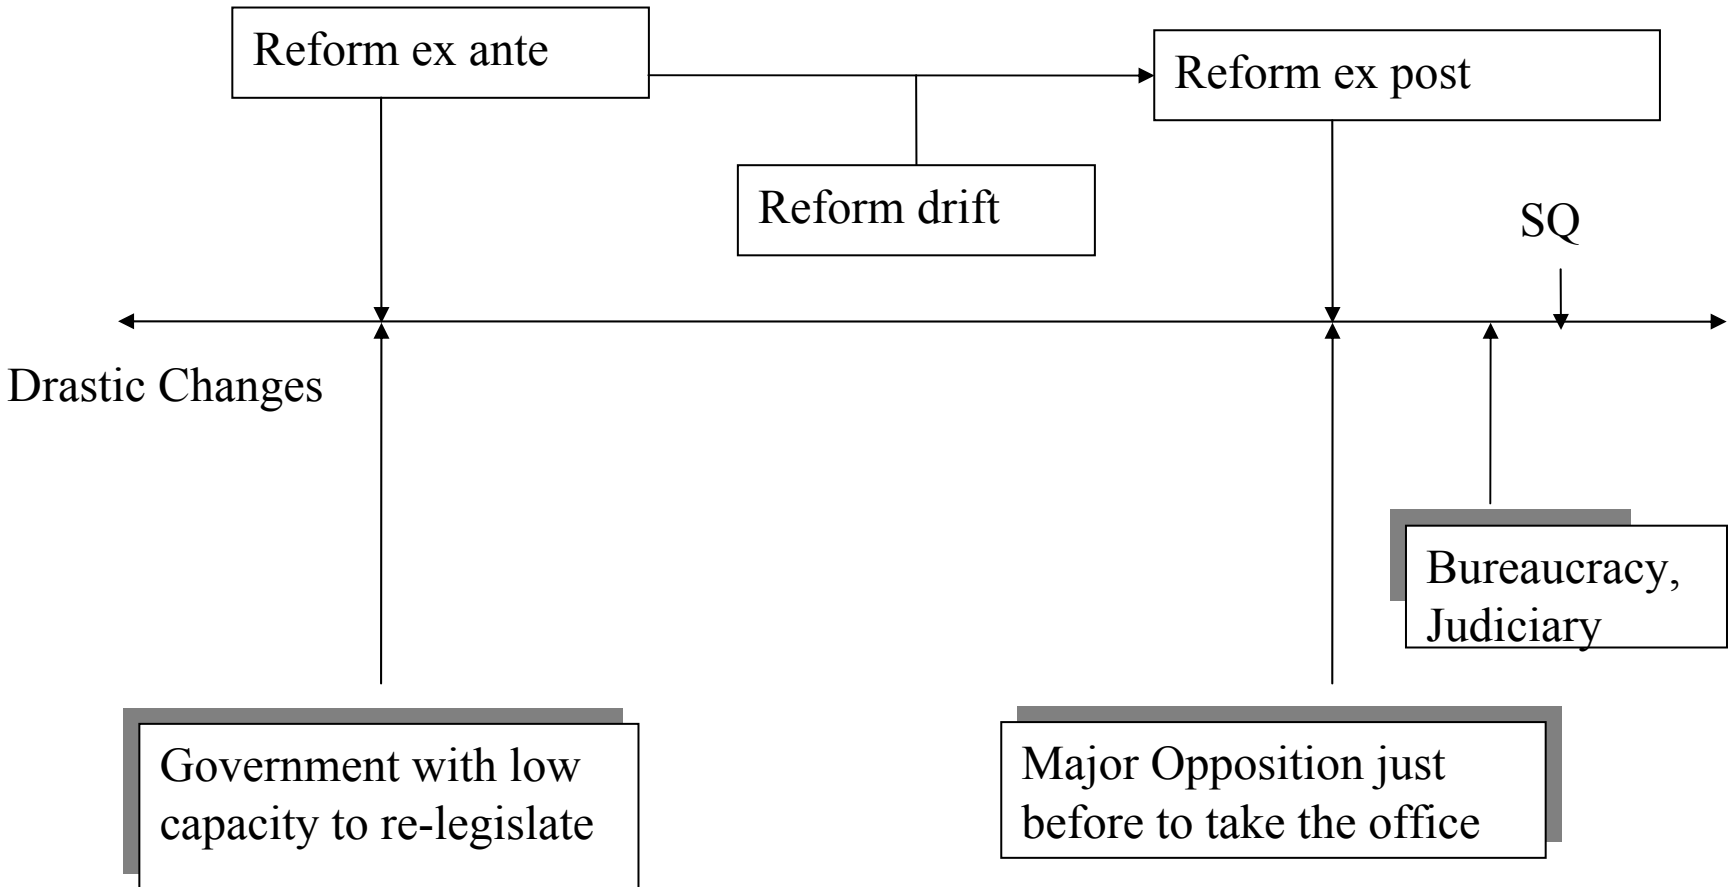 Reform ex ante
Reform ex post
Reform drift
SQ
Drastic Changes
Bureaucracy,
Judiciary
Government with low
capacity to re-legislate
Major Opposition just
before to take the office